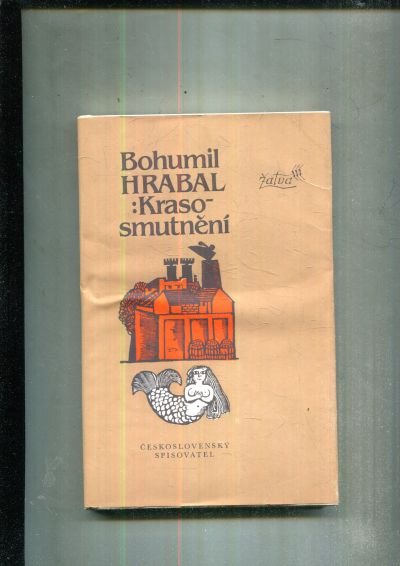 Bohumil
HRABAL
:Kraso-
smutnění
žatva
ČESKOSLOVENSKÝ
SPISOVATEL